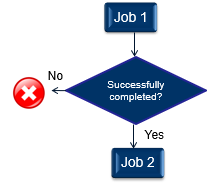 Job 1
Successfully
completed?
No
Yes
Job 2